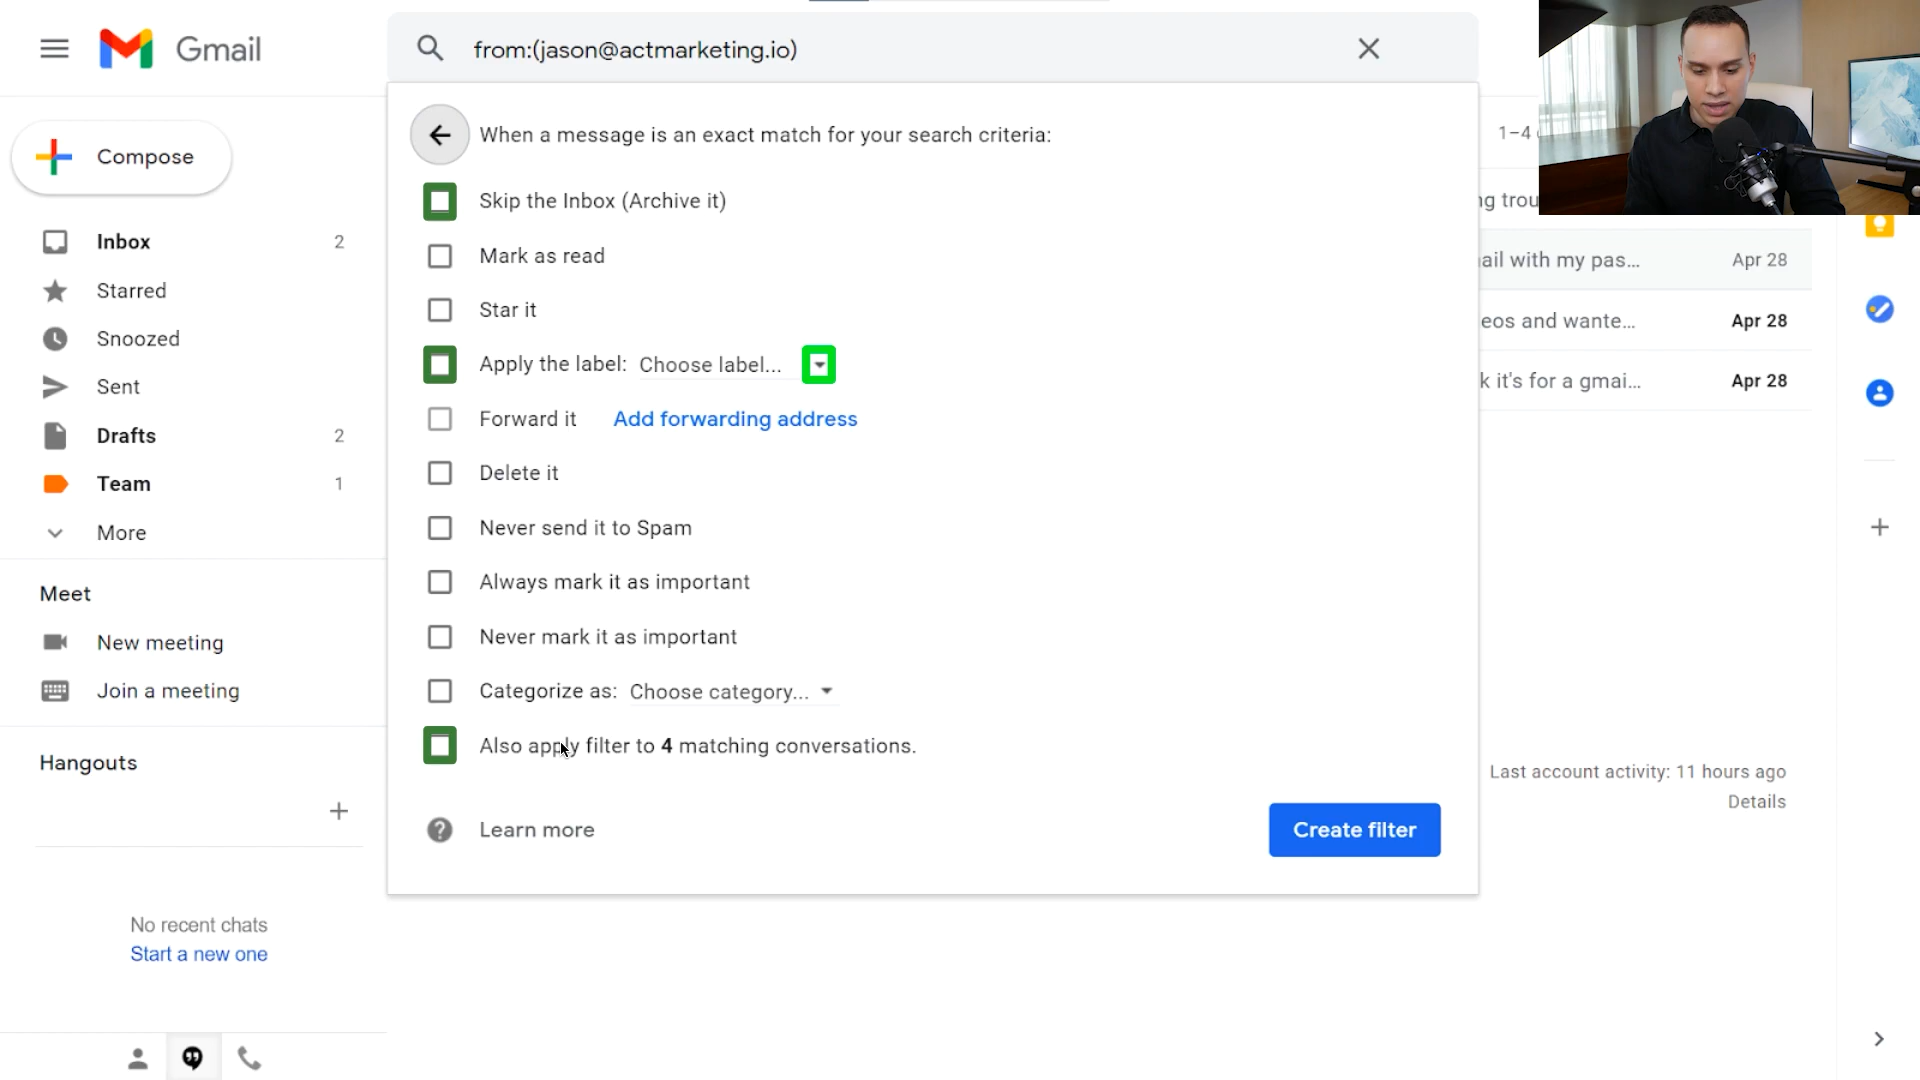 Gmail
from:(jason@actmarketing.io)
Compose
Inbox 2
Starred
Snoozed
Sent
Drafts 2
Team 1
More
Meet
New meeting
Join a meeting
Hangouts
No recent chats
Start a new one
When a message is an exact match for your search criteria:
Skip the Inbox (Archive it)
Mark as read
Star it
Apply the label: Choose label...
Forward it Add forwarding address
Delete it
Never send it to Spam
Always mark it as important
Never mark it as important
Categorize as: Choose category...
Also apply filter to 4 matching conversations.
Learn more
Create filter
1–4
ng trou
ail with my pas... Apr 28
eos and wante... Apr 28
k it's for a gmai... Apr 28
Last account activity: 11 hours ago
Details